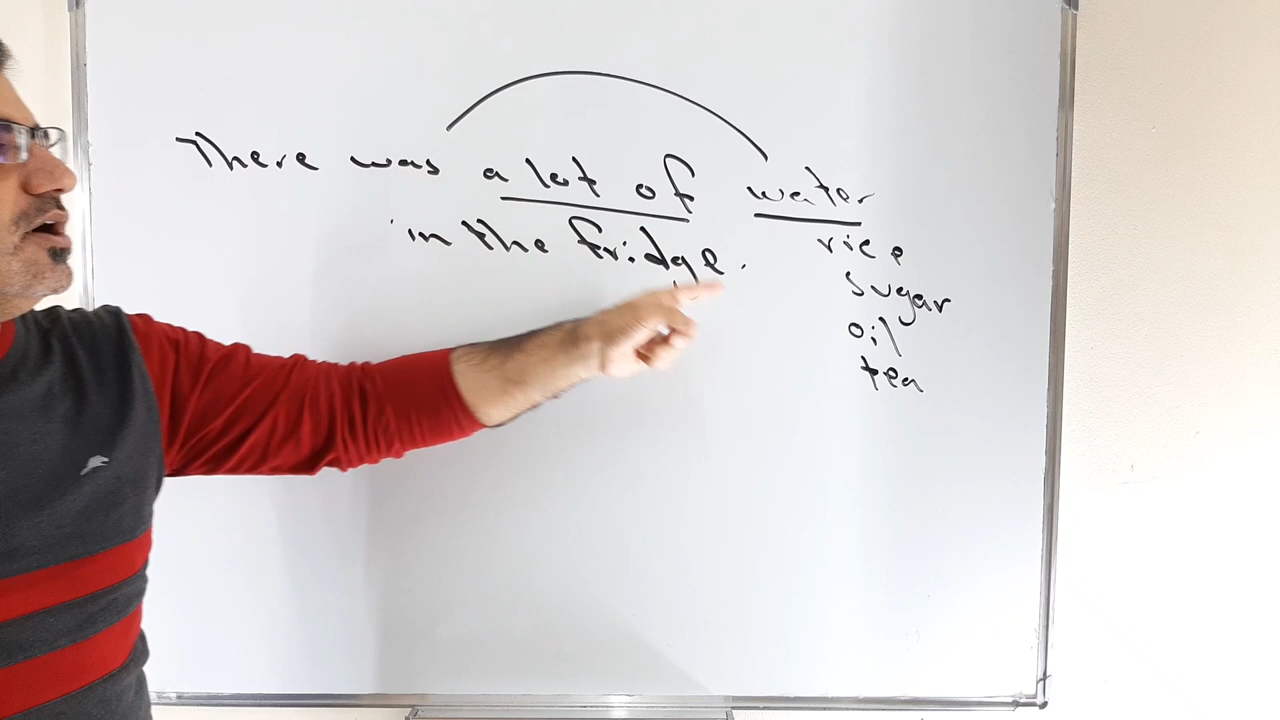 There was a lot of water
in the fridge.
rice
sugar
oil
tea